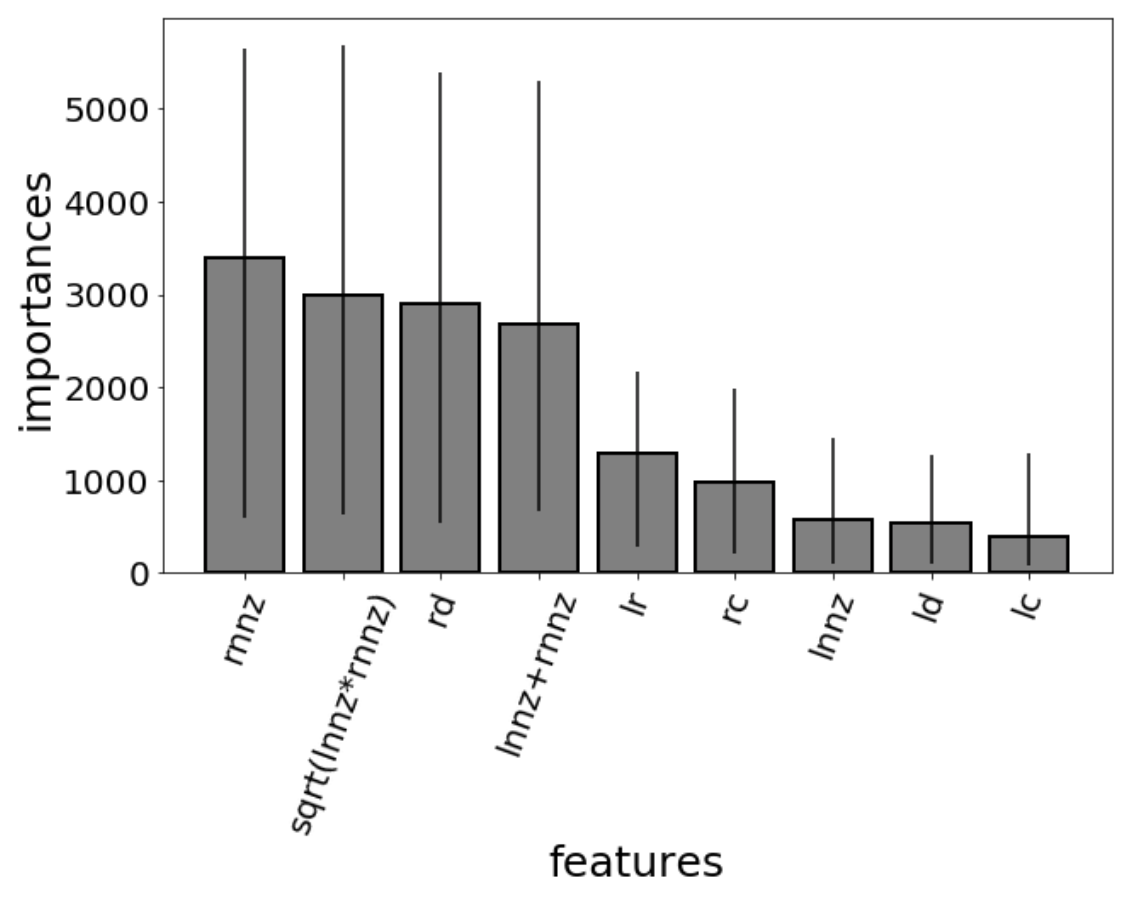 importances
5000
4000
3000
2000
1000
0
rnnz
sqrt(lnnz*rnnz)
rd
lnnz+rnnz
lr
rc
lnnz
ld
lc
features